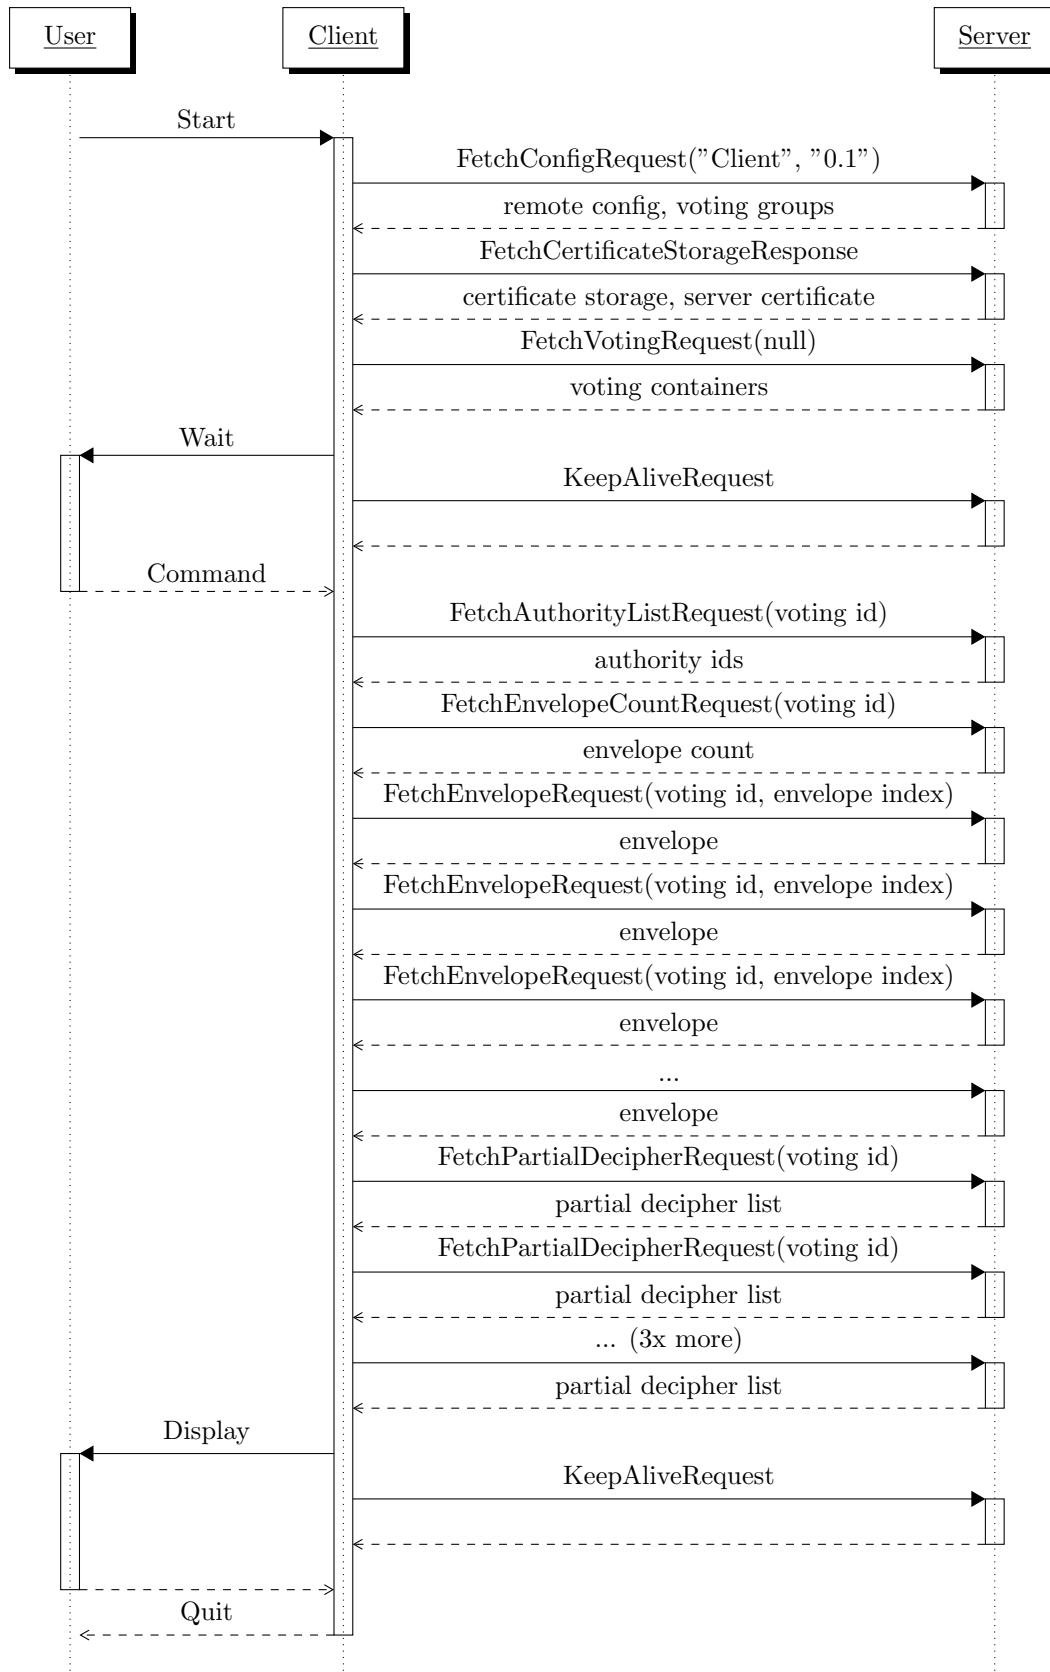 User
Client
Server
Start
FetchConfigRequest(”Client”, ”0.1”)
remote config, voting groups
FetchCertificateStorageResponse
certificate storage, server certificate
FetchVotingRequest(null)
voting containers
Wait
KeepAliveRequest
Command
FetchAuthorityListRequest(voting id)
authority ids
FetchEnvelopeCountRequest(voting id)
envelope count
FetchEnvelopeRequest(voting id, envelope index)
envelope
FetchEnvelopeRequest(voting id, envelope index)
envelope
FetchEnvelopeRequest(voting id, envelope index)
envelope
...
envelope
FetchPartialDecipherRequest(voting id)
partial decipher list
FetchPartialDecipherRequest(voting id)
partial decipher list
... (3x more)
partial decipher list
Display
KeepAliveRequest
Quit